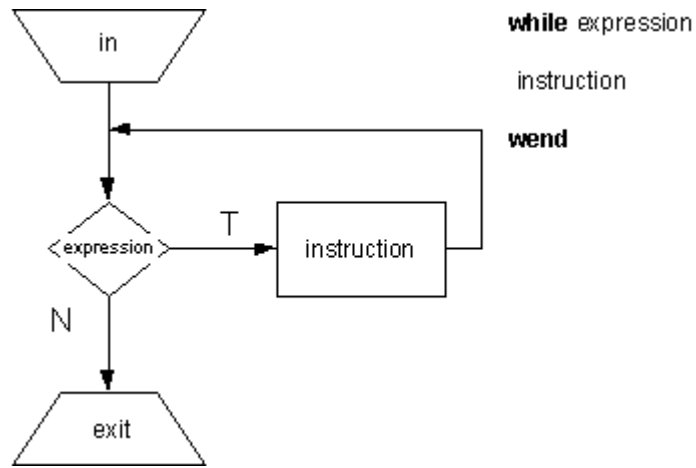 in
while expression
instruction
wend
expression
T
instruction
N
exit